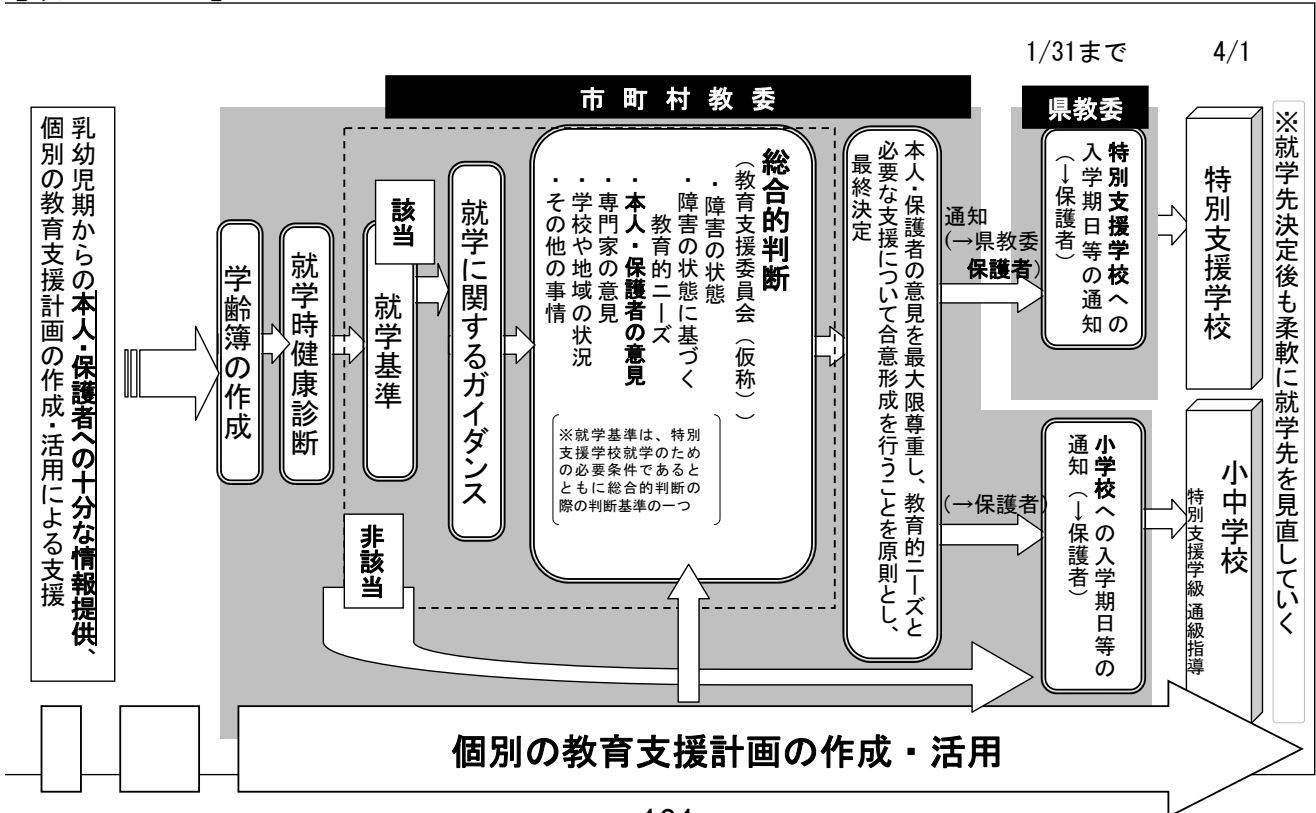 1/31まで
4/1
市町村教委
県教委
乳幼児期からの本人・保護者への十分な情報提供、
個別の教育支援計画の作成・活用による支援
学齢簿の作成
就学時健康診断
就学基準
該当
非該当
就学に関するガイダンス
総合的判断
(教育支援委員会(仮称))
・障害の状態
・障害の状態に基づく
教育的ニーズ
・本人・保護者の意見
・専門家の意見
・学校や地域の状況
・その他の事情
※就学基準は、特別
支援学校就学のため
の必要条件であると
ともに総合的判断の
際の判断基準の一つ
本人・保護者の意見を最大限尊重し、教育的ニーズと
必要な支援について合意形成を行うことを原則とし、
最終決定
通知
(→県教委
保護者)
(→保護者)
特別支援学校への
入学期日等の通知
(→保護者)
小学校への入学期日等の
通知(→保護者)
特別支援学校
小中学校
特別支援学級 通級指導
※就学先決定後も柔軟に就学先を見直していく
個別の教育支援計画の作成・活用